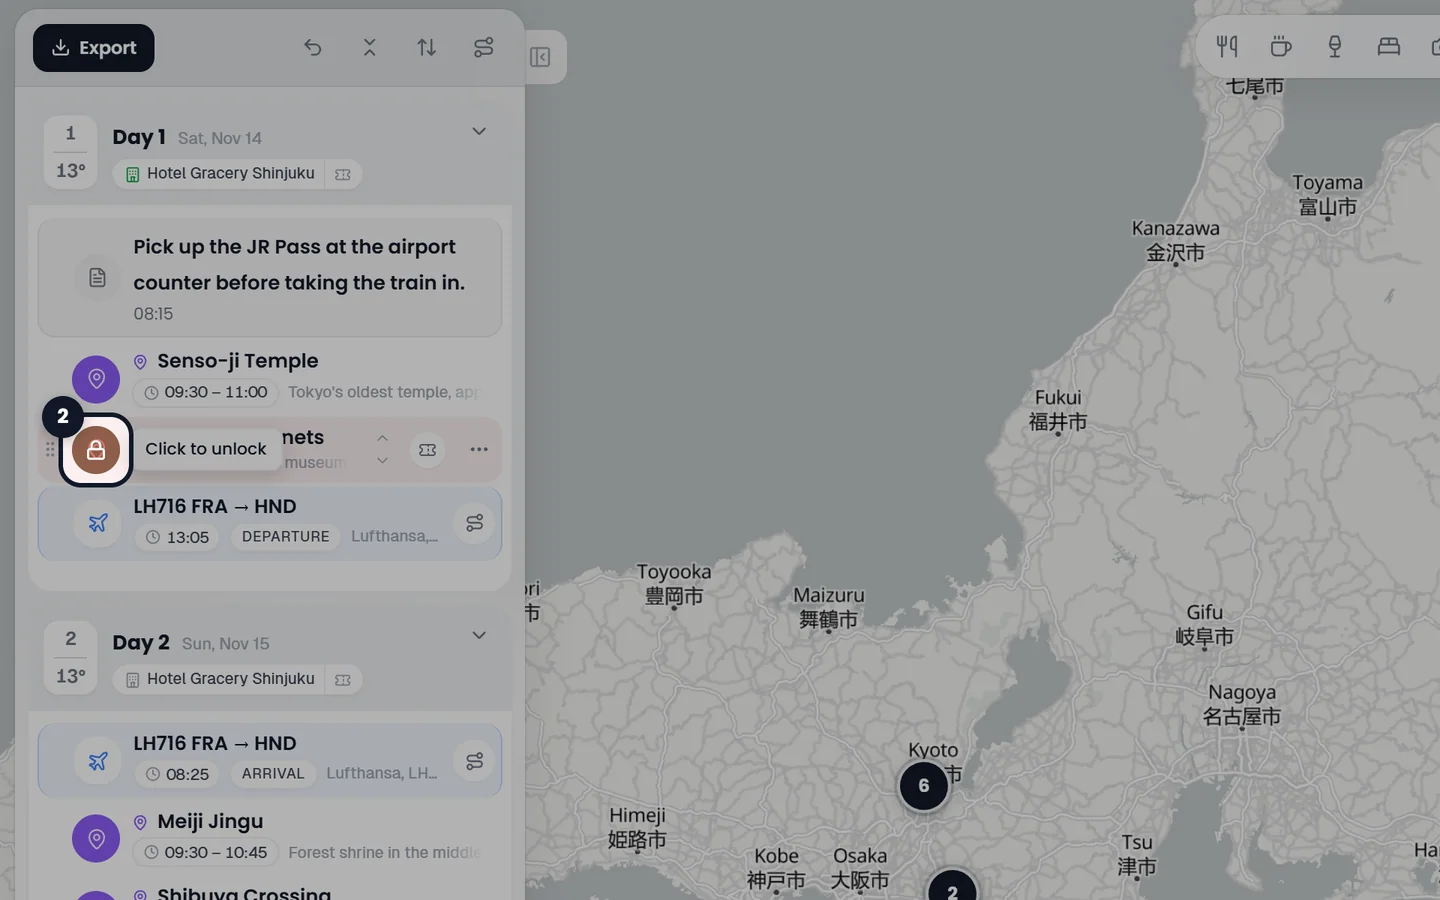 Export
1
13°
Day 1 Sat, Nov 14
Hotel Gracery Shinjuku
Pick up the JR Pass at the airport
counter before taking the train in.
08:15
Senso-ji Temple
09:30 – 11:00 Tokyo's oldest temple, app
2
Click to unlock
nets
museum
LH716 FRA → HND
13:05 DEPARTURE Lufthansa,...
2
13°
Day 2 Sun, Nov 15
Hotel Gracery Shinjuku
LH716 FRA → HND
08:25 ARRIVAL Lufthansa, LH...
Meiji Jingu
09:30 – 10:45 Forest shrine in the middle
Shibuya Crossing
七尾市
Toyama
富山市
Kanazawa
金沢市
Fukui
福井市
ori
市
Toyooka
豊岡市
Maizuru
舞鶴市
Gifu
岐阜市
Nagoya
名古屋市
Kyoto
市
6
Himeji
姫路市
Kobe
神戸市
Osaka
大阪市
Tsu
津市
Ha
2